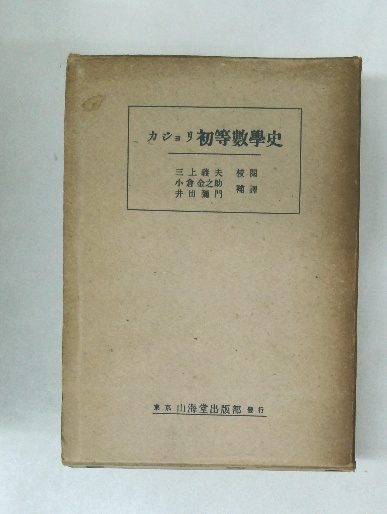 カジョリ 初等數學史
三上義夫 校閲
小倉金之助
井出彌門 補譯
東京 山海堂出版部 發行